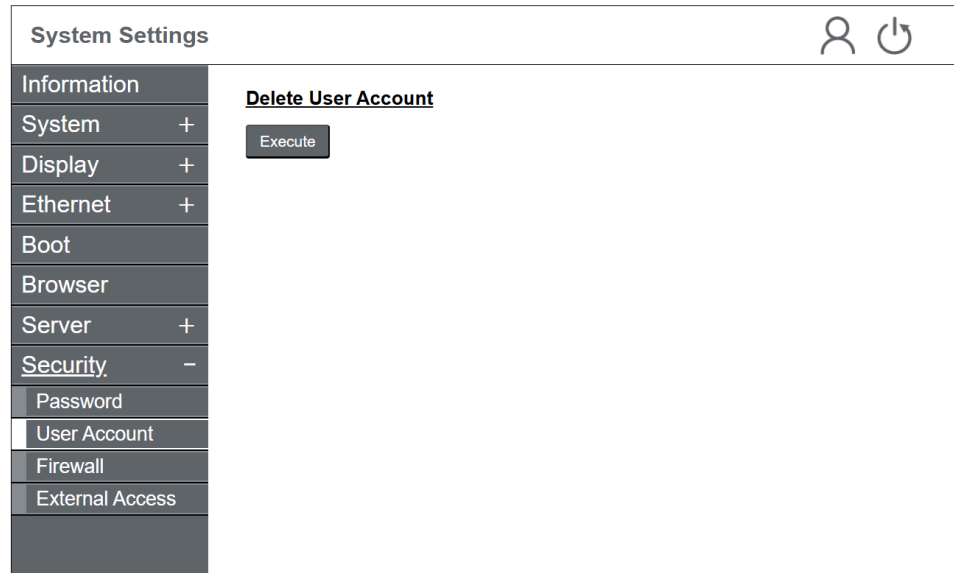 System Settings
Information
System +
Display +
Ethernet +
Boot
Browser
Server +
Security -
Password
User Account
Firewall
External Access
Delete User Account
Execute